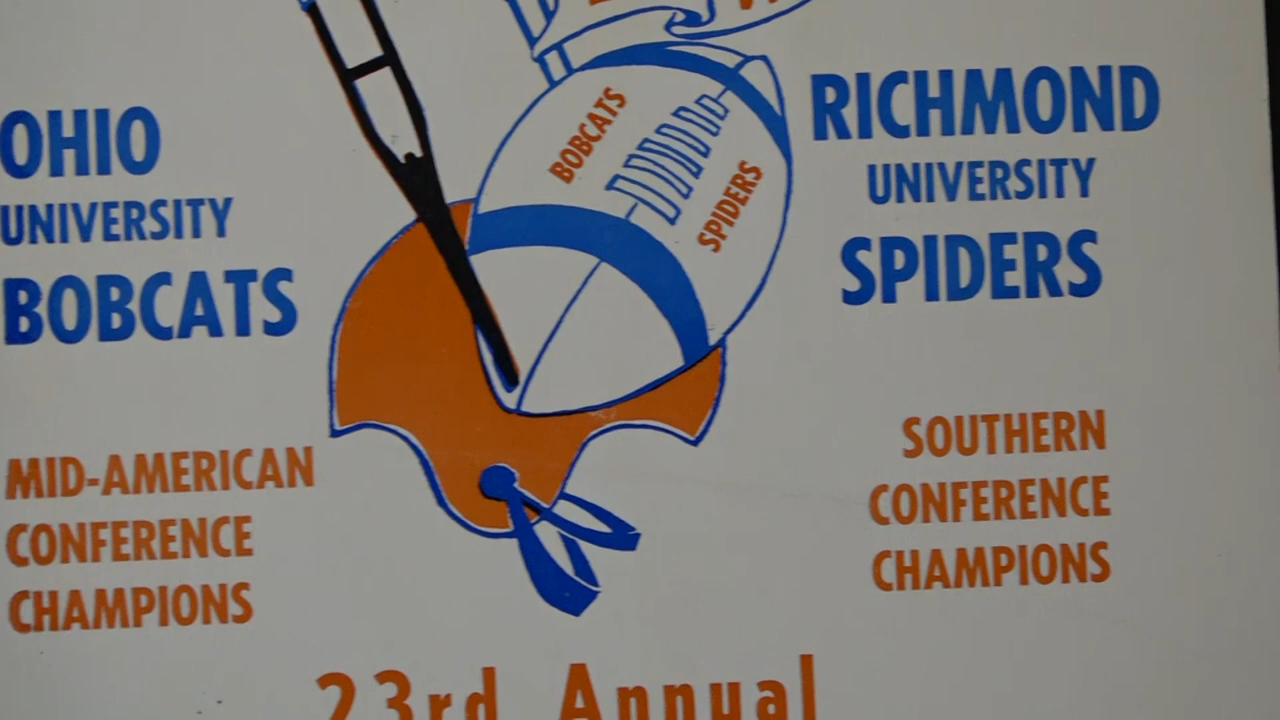 OHIO
UNIVERSITY
BOBCATS
MID-AMERICAN
CONFERENCE
CHAMPIONS
BOBCATS
SPIDERS
RICHMOND
UNIVERSITY
SPIDERS
SOUTHERN
CONFERENCE
CHAMPIONS
23rd Annual